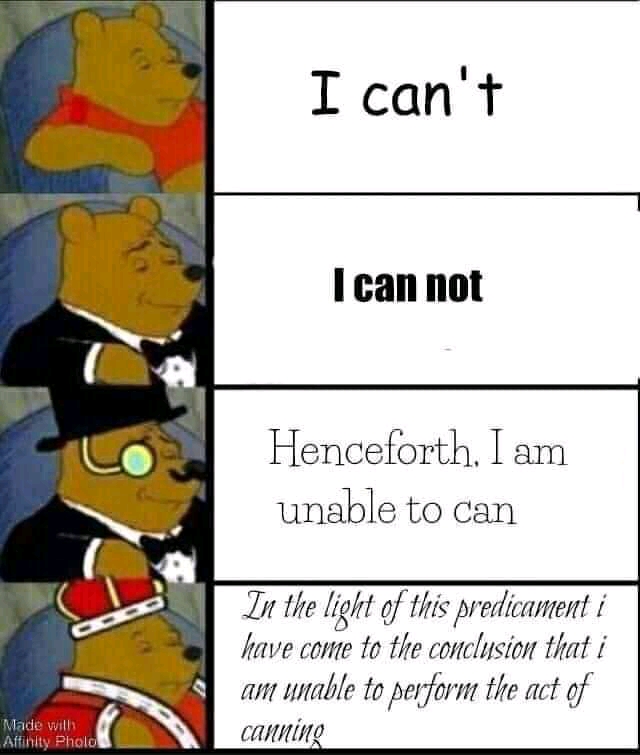 I can't
I can not
Henceforth, I am
unable to can
In the light of this predicament i
have come to the conclusion that i
am unable to perform the act of
canning
Made with
Affinity Photo